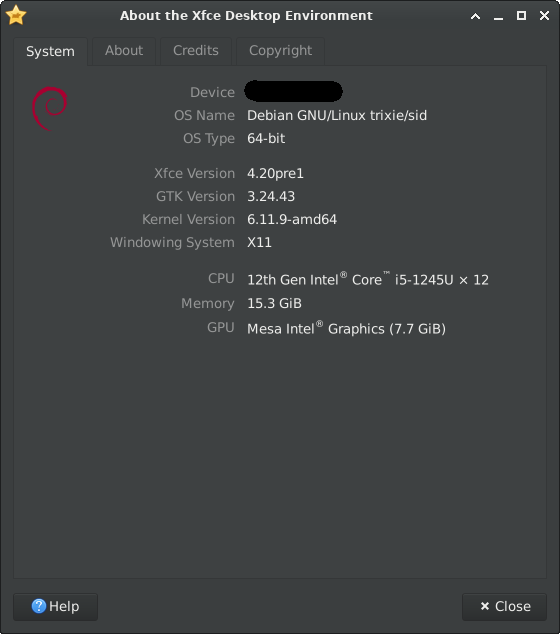 About the Xfce Desktop Environment
System About Credits Copyright
Device
OS Name Debian GNU/Linux trixie/sid
OS Type 64-bit
Xfce Version 4.20pre1
GTK Version 3.24.43
Kernel Version 6.11.9-amd64
Windowing System X11
CPU 12th Gen Intel® Core™ i5-1245U × 12
Memory 15.3 GiB
GPU Mesa Intel® Graphics (7.7 GiB)
Help Close